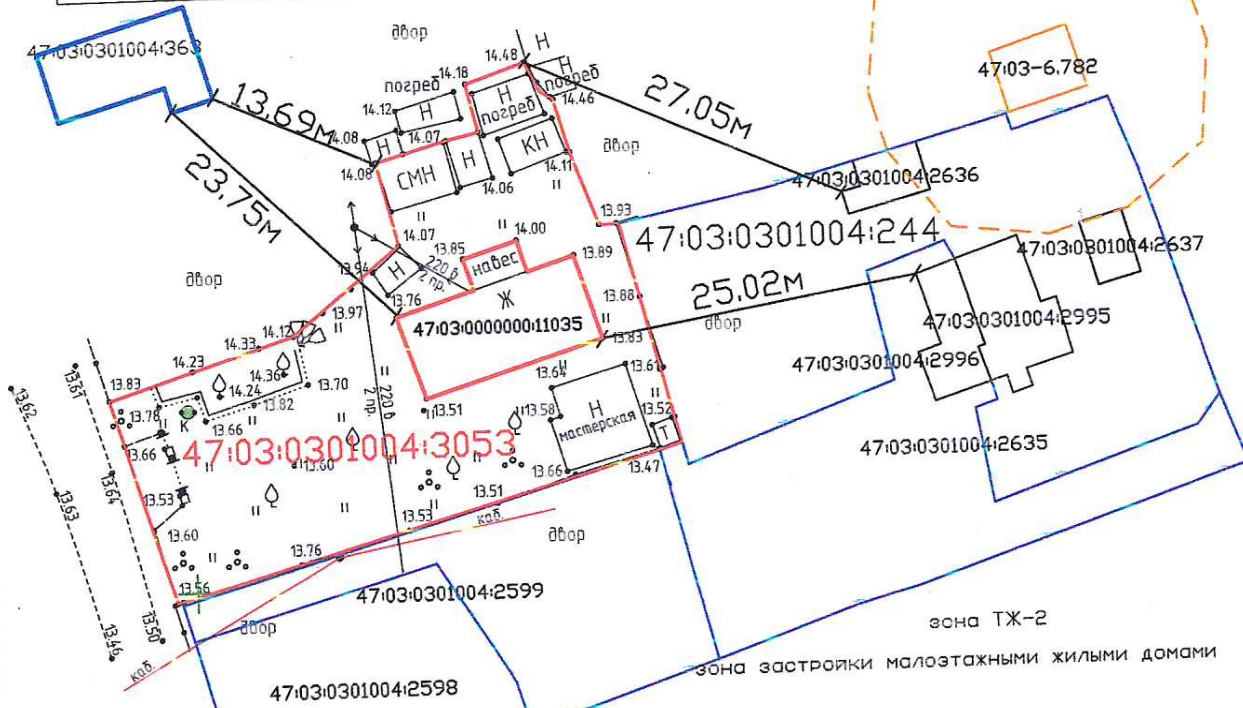 47:03:0301004:363
двор
14.48
Н
погреб
14.18
Н
погреб
Н
погреб
14.46
27.05м
47:03-6.782
13.69м
14.12
Н
14.08
Н
14.07
14.08
СМН
Н
14.06
КН
14.11
двор
23.75м
47:03:0301004:2636
13.93
14.07
14.00
47:03:0301004:244
47:03:0301004:2637
двор
13.94
Н
220 в
2 пр.
13.85
навес
13.89
13.76
Ж
13.88
25.02м
двор
47:03:0000000:11035
13.83
47:03:0301004:2995
47:03:0301004:2996
13.97
14.12
14.33
14.23
14.36
14.24
13.83
13.70
13.82
13.78
К
13.66
220 в
2 пр.
13.51
13.64
13.61
13.58
Н
мастерская
13.52
Т
13.61
13.62
47:03:0301004:3053
47:03:0301004:2635
13.66
13.60
13.66
13.47
13.64
13.63
13.53
13.51
13.53
каб.
13.60
13.76
двор
13.56
47:03:0301004:2599
двор
13.50
13.46
каб.
зона ТЖ-2
зона застройки малоэтажными жилыми домами
47:03:0301004:2598